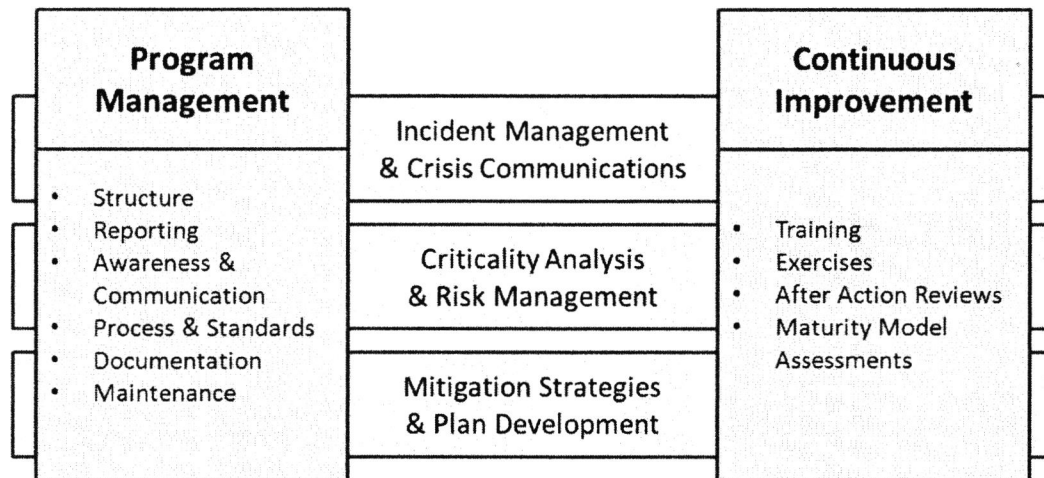 Program
Management
• Structure
• Reporting
• Awareness &
Communication
• Process & Standards
• Documentation
• Maintenance
Incident Management
& Crisis Communications
Criticality Analysis
& Risk Management
Mitigation Strategies
& Plan Development
Continuous
Improvement
• Training
• Exercises
• After Action Reviews
• Maturity Model
Assessments